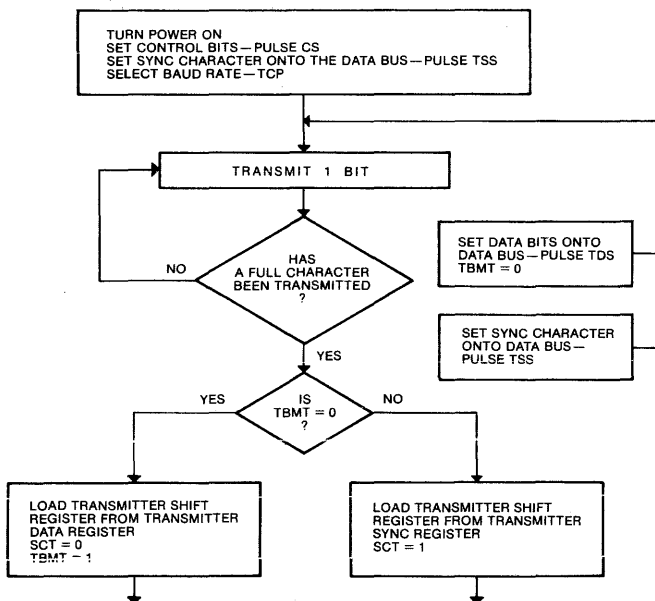 TURN POWER ON
SET CONTROL BITS—PULSE CS
SET SYNC CHARACTER ONTO THE DATA BUS—PULSE TSS
SELECT BAUD RATE—TCP
TRANSMIT 1 BIT
HAS
A FULL CHARACTER
BEEN TRANSMITTED
?
NO
SET DATA BITS ONTO
DATA BUS—PULSE TDS
TBMT = 0
SET SYNC CHARACTER
ONTO DATA BUS—
PULSE TSS
YES
IS
TBMT = 0
?
YES
NO
LOAD TRANSMITTER SHIFT
REGISTER FROM TRANSMITTER
DATA REGISTER
SCT = 0
TBMT = 1
LOAD TRANSMITTER SHIFT
REGISTER FROM TRANSMITTER
SYNC REGISTER
SCT = 1